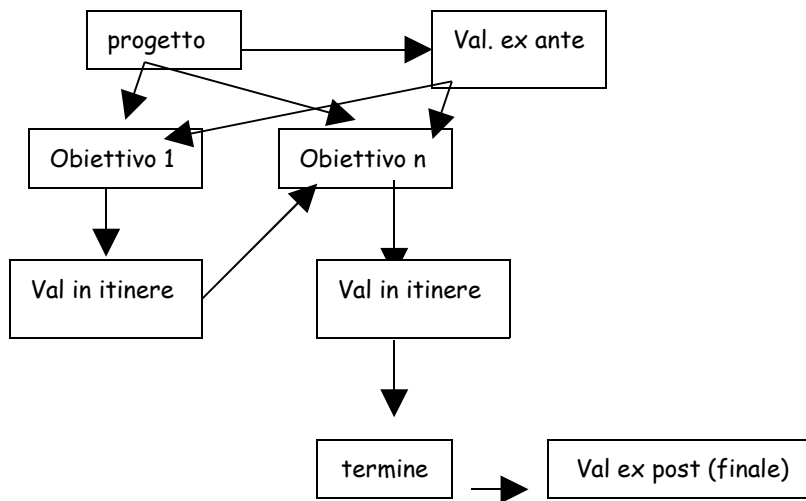 progetto
Val. ex ante
Obiettivo 1
Obiettivo n
Val in itinere
Val in itinere
termine
Val ex post (finale)